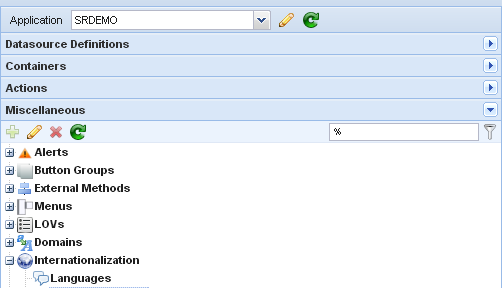 Application SRDEMO
Datasource Definitions
Containers
Actions
Miscellaneous
%
Alerts
Button Groups
External Methods
Menus
LOVs
Domains
Internationalization
Languages